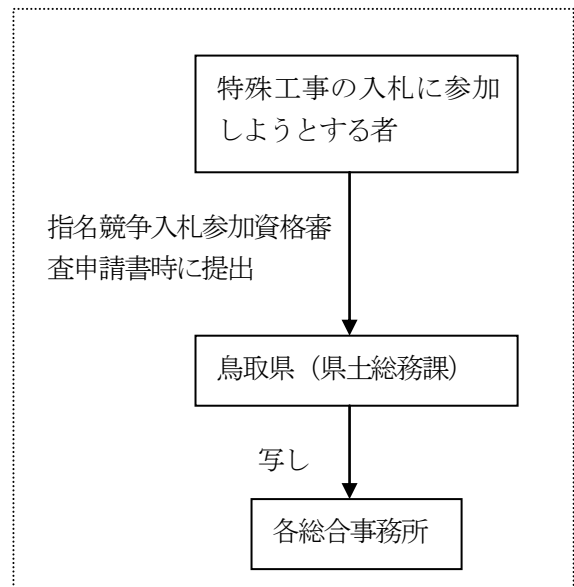 特殊工事の入札に参加
しようとする者
指名競争入札参加資格審
査申請書時に提出
鳥取県（県土総務課）
写し
各総合事務所